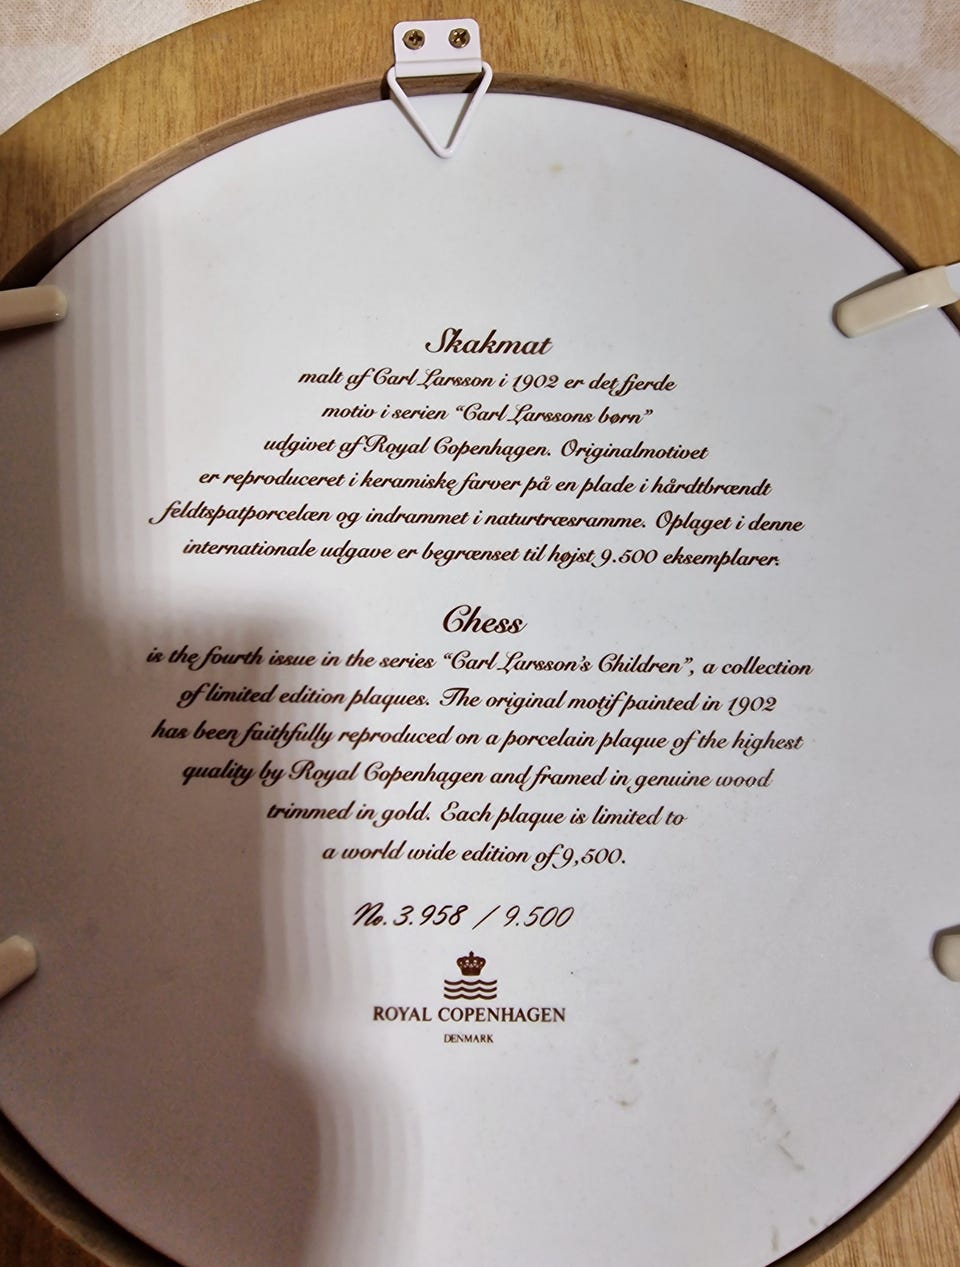 Skakmat
malt af Carl Larsson i 1902 er det fjerde
motiv i serien “Carl Larssons børn”
udgivet af Royal Copenhagen. Originalmotivet
er reproduceret i keramiske farver på en plade i hårdtbrændt
feldtspatporcelæn og indrammet i naturtræsramme. Oplaget i denne
internationale udgave er begrænset til højst 9.500 eksemplarer.
Chess
is the fourth issue in the series “Carl Larsson's Children”, a collection
of limited edition plaques. The original motif painted in 1902
has been faithfully reproduced on a porcelain plaque of the highest
quality by Royal Copenhagen and framed in genuine wood
trimmed in gold. Each plaque is limited to
a world wide edition of 9,500.
No. 3.958 / 9.500
ROYAL COPENHAGEN
DENMARK